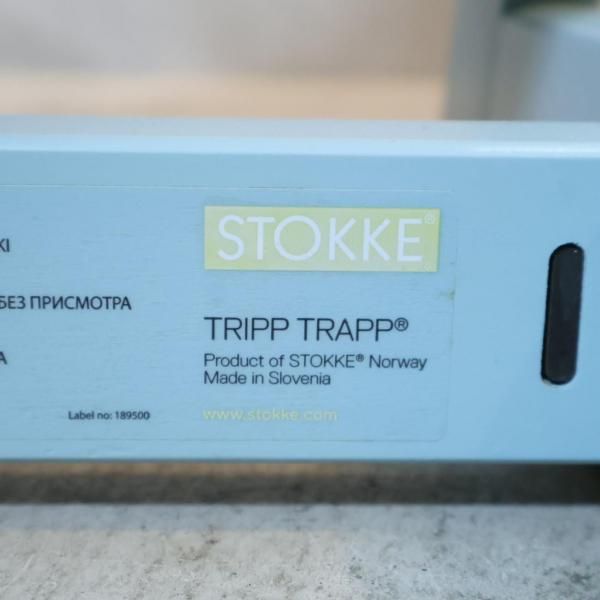 STOKKE®
KI
БЕЗ ПРИСМОТРА
TRIPP TRAPP®
А
Product of STOKKE® Norway
Made in Slovenia
Label no: 189500
www.stokke.com